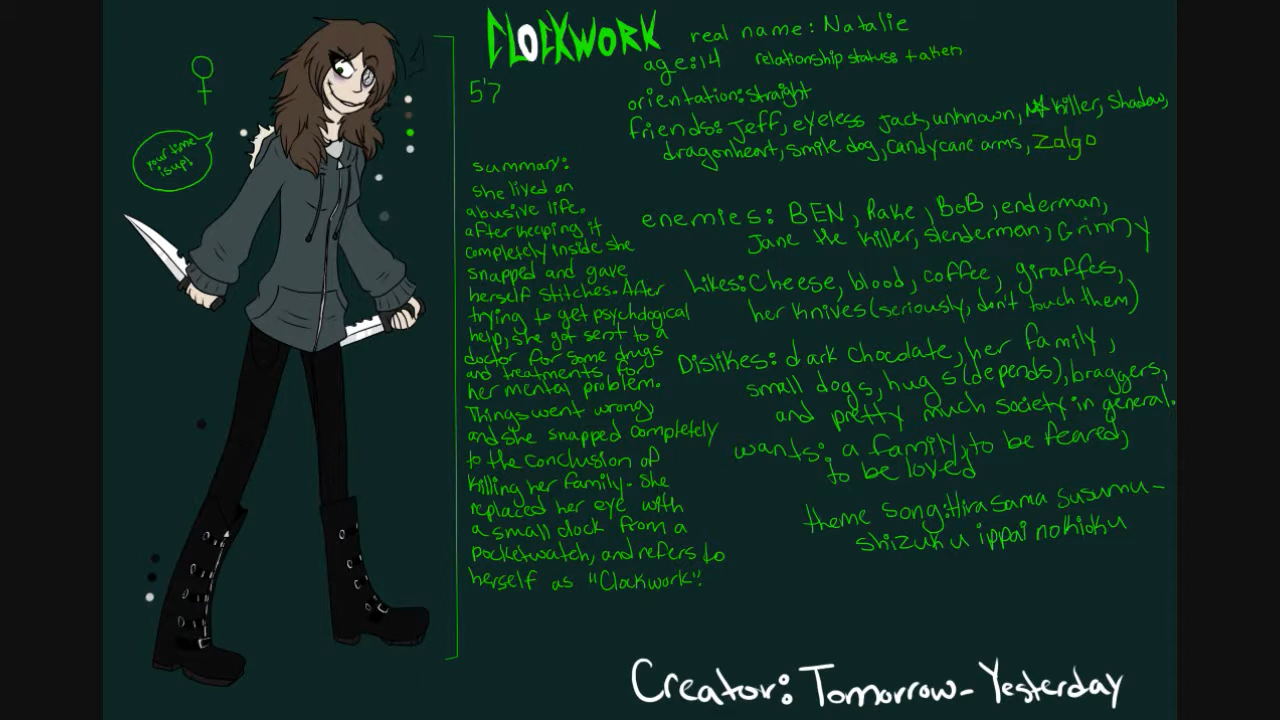 CLOCKWORK
real name: Natalie
age: 14 relationship status: taken
5'7
orientation: straight
friends: Jeff, eyeless Jack, unknown, killer, Shadow,
dragonheart, smile dog, Candycane arms, Zalgo
your time
is up!
summary:
she lived an
abusive life.
after keeping it
completely inside she
snapped and gave
herself stitches. After
trying to get psychological
help, she got sent to a
doctor for some drugs
and treatments for
her mental problem.
Things went wrong
and she snapped completely
to the conclusion of
killing her family. She
replaced her eye with
a small clock from a
pocketwatch, and refers to
herself as "Clockwork".
enemies: BEN, Rake, BoB, enderman,
Jane the killer, slenderman, Grinny
Likes: Cheese, blood, coffee, giraffes,
her knives (seriously, don't touch them)
Dislikes: dark chocolate, her family,
small dogs, hugs (depends), braggers,
and pretty much society in general.
wants: a family, to be feared,
to be loved
theme song: Hirasama susumu-
shizuku ippai no kioku
Creator: Tomorrow-Yesterday